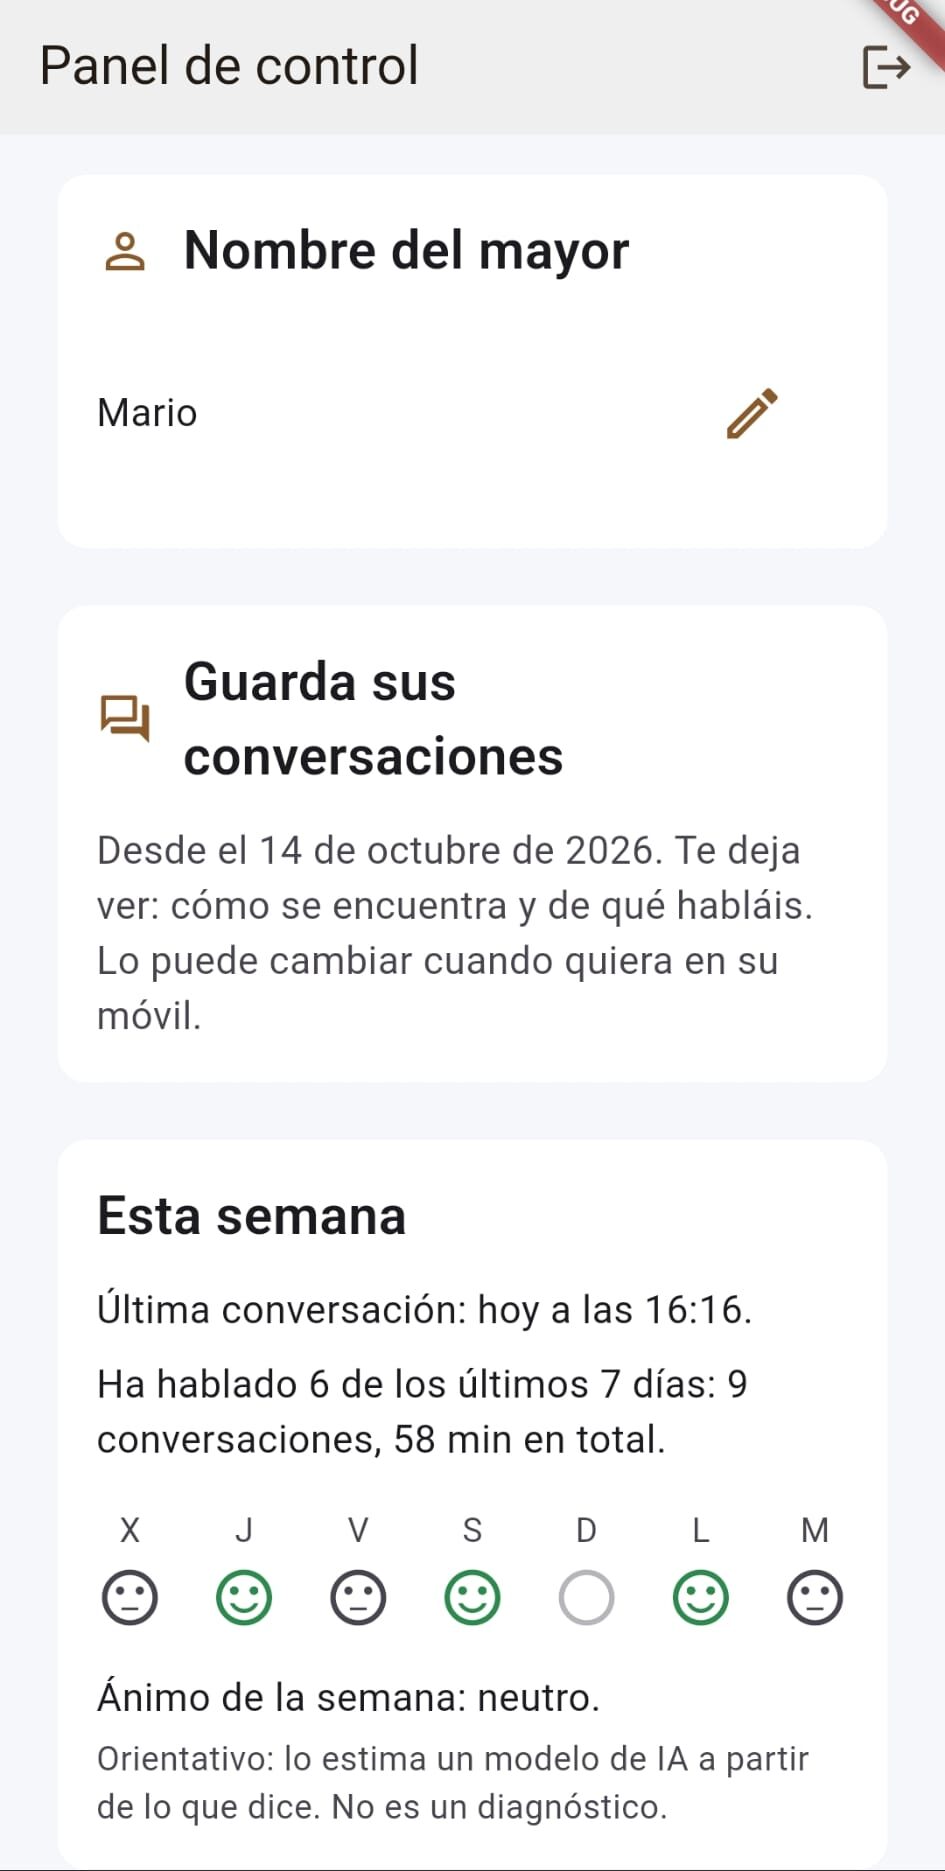 Panel de control
Nombre del mayor
Mario
Guarda sus
conversaciones
Desde el 14 de octubre de 2026. Te deja
ver: cómo se encuentra y de qué habláis.
Lo puede cambiar cuando quiera en su
móvil.
Esta semana
Última conversación: hoy a las 16:16.
Ha hablado 6 de los últimos 7 días: 9
conversaciones, 58 min en total.
X J V S D L M
Ánimo de la semana: neutro.
Orientativo: lo estima un modelo de IA a partir
de lo que dice. No es un diagnóstico.